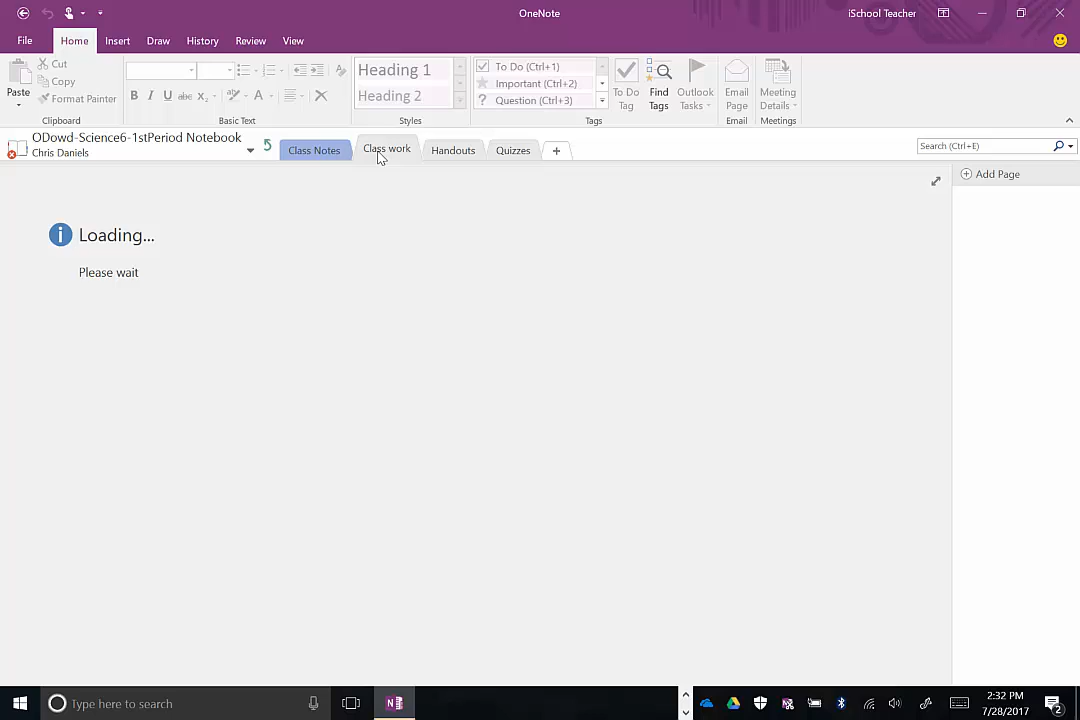 OneNote
iSchool Teacher
File Home Insert Draw History Review View
Paste
Cut
Copy
Format Painter
Clipboard
B I U abc x₂ A
Basic Text
Heading 1
Heading 2
Styles
To Do (Ctrl+1)
Important (Ctrl+2)
Question (Ctrl+3)
To Do
Tag
Find
Tags
Outlook
Tasks
Tags
Email
Page
Email
Meeting
Details
Meetings
ODowd-Science6-1stPeriod Notebook
Chris Daniels
Class Notes Class work Handouts Quizzes
Search (Ctrl+E)
Add Page
Loading...
Please wait
Type here to search
2:32 PM
7/28/2017
2